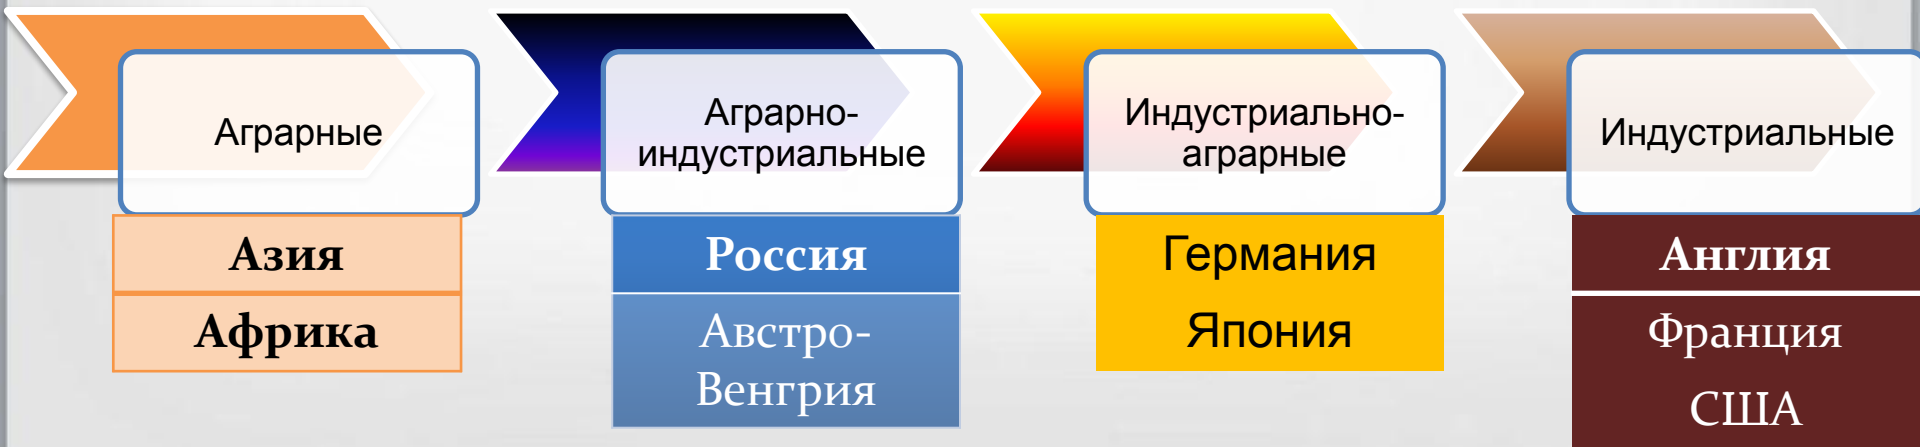 Аграрные
Аграрно-
индустриальные
Индустриально-
аграрные
Индустриальные
Азия
Африка
Россия
Австро-
Венгрия
Германия
Япония
Англия
Франция
США